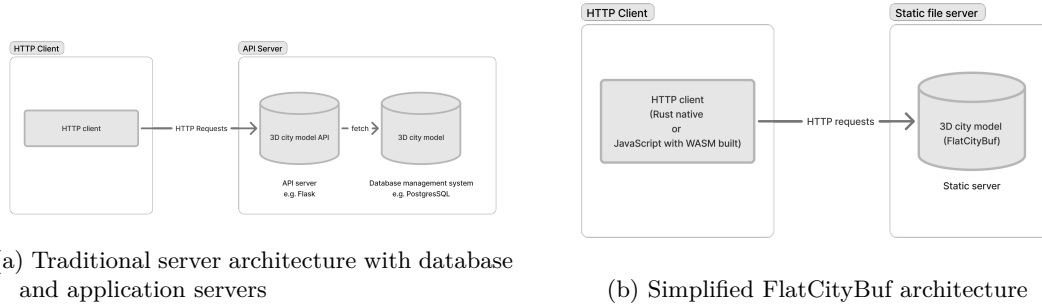 HTTP Client
API Server
HTTP client
HTTP Requests
3D city model API
fetch
3D city model
API server
e.g. Flask
Database management system
e.g. PostgresSQL
a) Traditional server architecture with database
and application servers
HTTP Client
Static file server
HTTP client
(Rust native
or
JavaScript with WASM built)
HTTP requests
3D city model
(FlatCityBuf)
Static server
(b) Simplified FlatCityBuf architecture